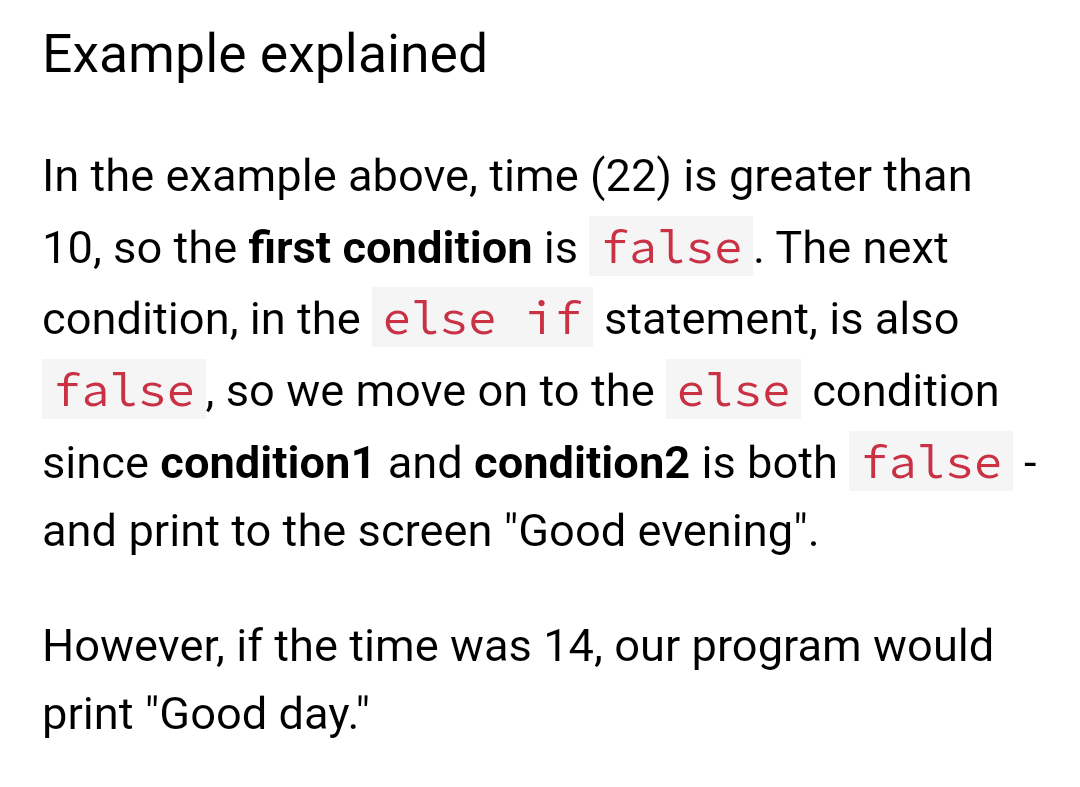 Example explained
In the example above, time (22) is greater than
10, so the first condition is false. The next
condition, in the else if statement, is also
false, so we move on to the else condition
since condition1 and condition2 is both false -
and print to the screen "Good evening".
However, if the time was 14, our program would
print "Good day."